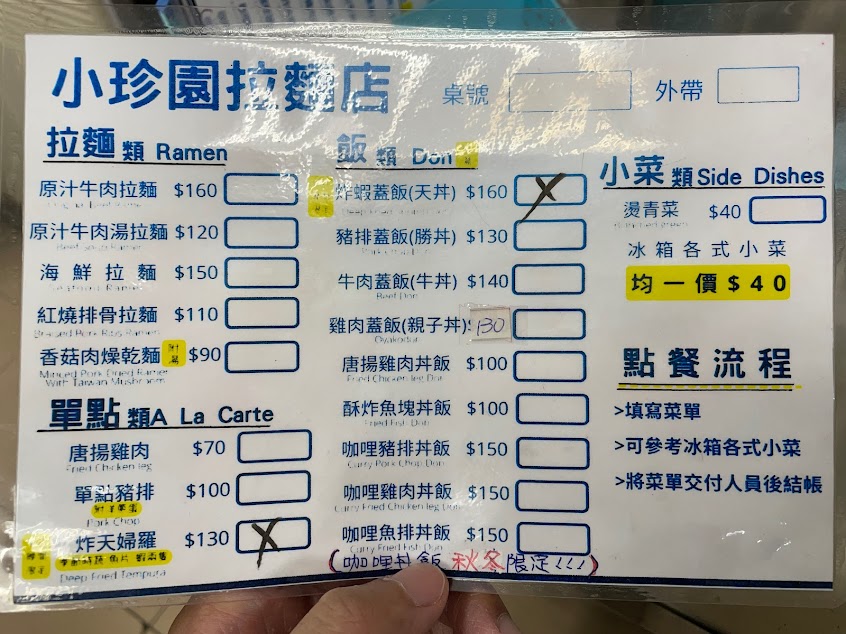 小珍園拉麵店
桌號
外帶
拉麵類 Ramen
原汁牛肉拉麵 $160
原汁牛肉湯拉麵 $120
海鮮拉麵 $150
紅燒排骨拉麵 $110
Braised Pork Ribs Ramen
香菇肉燥乾麵 附湯 $90
Minced Pork Dried Ramen
With Taiwan Mushroom
單點類A La Carte
唐揚雞肉 $70
Fried Chicken leg
單點豬排 $100
Pork Chop
炸天婦羅 $130
Deep Fried Tempura
飯類 Don
炸蝦蓋飯(天丼) $160
豬排蓋飯(勝丼) $130
牛肉蓋飯(牛丼) $140
Beef Don
雞肉蓋飯(親子丼)$ 130
Oyakodon
唐揚雞肉丼飯 $100
Fried Chicken leg Don
酥炸魚塊丼飯 $100
Fried Fish Don
咖哩豬排丼飯 $150
Curry Pork Chop Don
咖哩雞肉丼飯 $150
Curry Fried Chicken leg Don
咖哩魚排丼飯 $150
Curry Fried Fish Don
(咖哩丼飯 秋冬限定!!!)
小菜類Side Dishes
燙青菜 $40
冰箱各式小菜
均一價$40
點餐流程
>填寫菜單
>可參考冰箱各式小菜
>將菜單交付人員後結帳